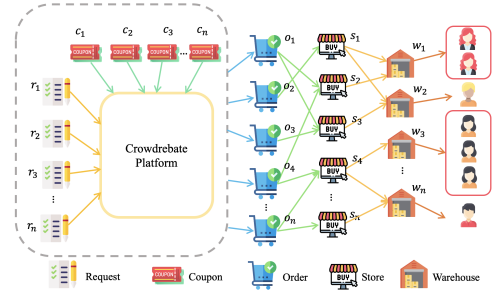 c1 c2 c3 cn
COUPON COUPON COUPON ... COUPON
r1
r2
r3
⋮
rn
Crowdrebate
Platform
o1
o2
o3
o4
⋮
on
s1
s2
s3
s4
⋮
sn
BUY
BUY
BUY
BUY
BUY
w1
w2
w3
...
wn
Request
COUPON
Coupon
Order
BUY
Store
Warehouse